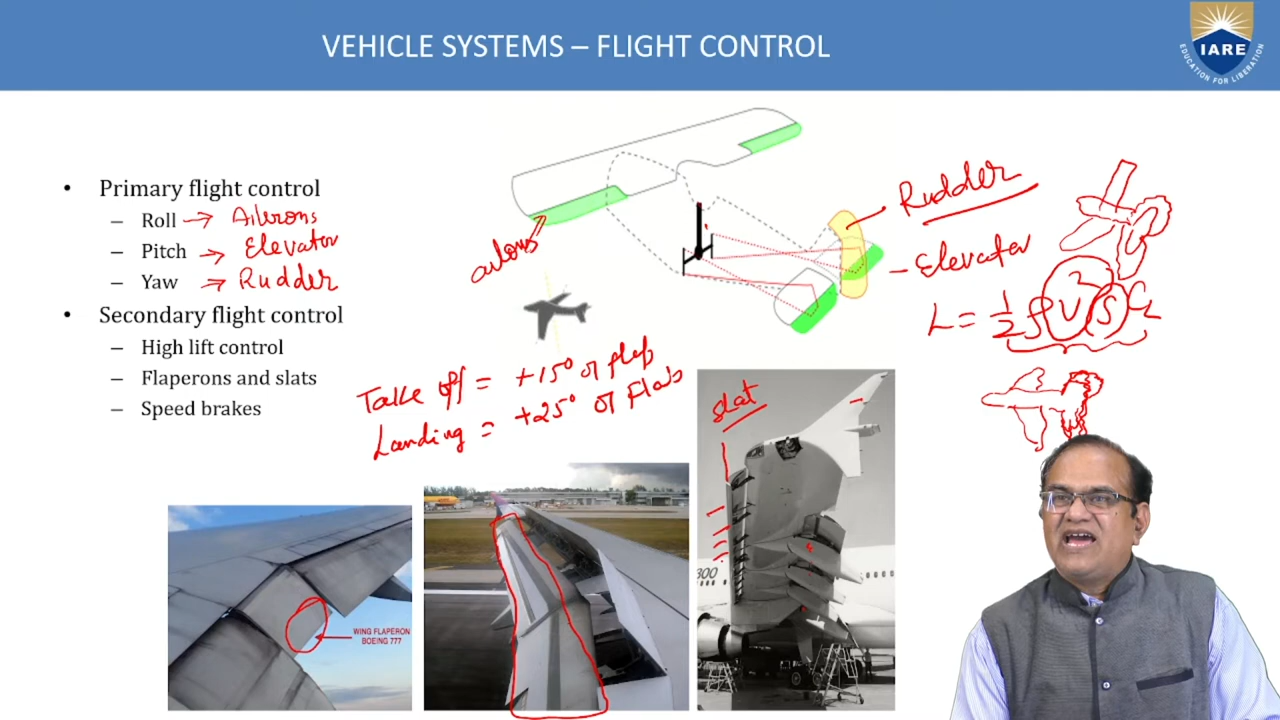 VEHICLE SYSTEMS – FLIGHT CONTROL
IARE
EDUCATION FOR LIBERATION
• Primary flight control
– Roll → Ailerons
– Pitch → Elevator
– Yaw → Rudder
• Secondary flight control
– High lift control
– Flaperons and slats
– Speed brakes
Rudder
– Elevator
L = 1/2 ρ V² S CL
Take off = +15° of flap
Landing = +25° of Flaps
slat
WING FLAPERON
BOEING 777
300